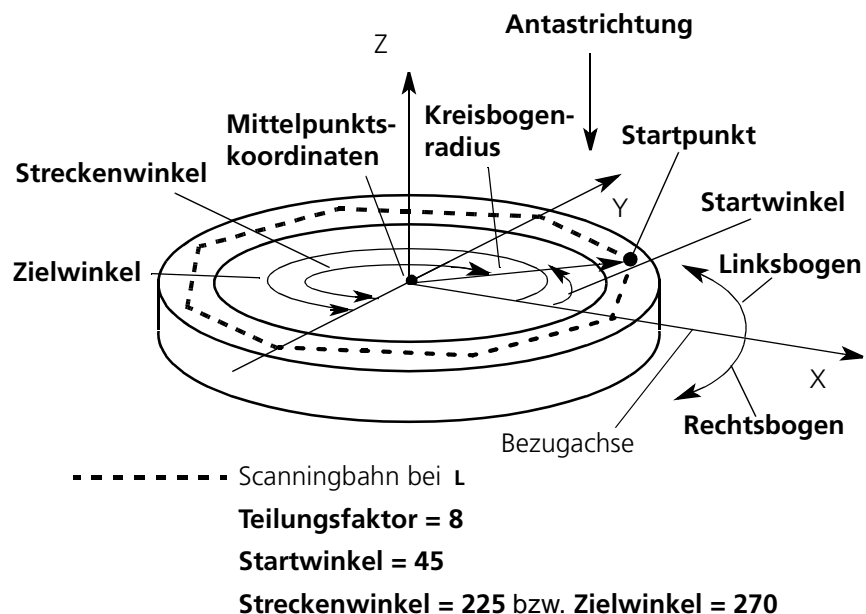 Antastrichtung
Z
Mittelpunkts-
koordinaten
Kreisbogen-
radius
Startpunkt
Streckenwinkel
Y
Startwinkel
Zielwinkel
Linksbogen
X
Rechtsbogen
Bezugachse
Scanningbahn bei L
Teilungsfaktor = 8
Startwinkel = 45
Streckenwinkel = 225 bzw. Zielwinkel = 270